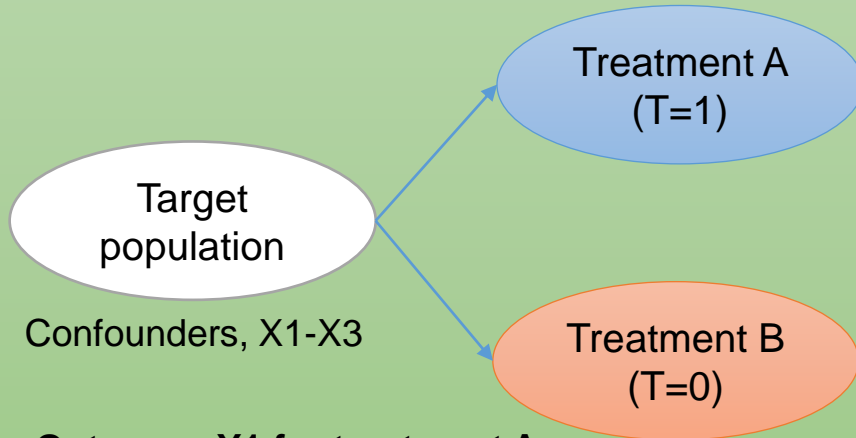 Treatment A
(T=1)
Target
population
Confounders, X1-X3
Treatment B
(T=0)